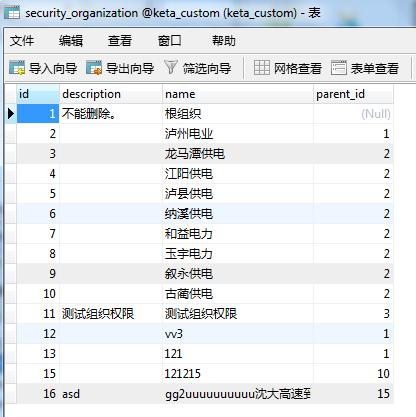 security_organization @keta_custom (keta_custom) - 表
文件 编辑 查看 窗口 帮助
导入向导 导出向导 筛选向导 网格查看 表单查看
id description name parent_id
1 不能删除。 根组织 (Null)
2 泸州电业 1
3 龙马潭供电 2
4 江阳供电 2
5 泸县供电 2
6 纳溪供电 2
7 和益电力 2
8 玉宇电力 2
9 叙永供电 2
10 古蔺供电 2
11 测试组织权限 测试组织权限 3
12 vv3 1
13 121 1
15 121215 10
16 asd gg2uuuuuuuuuu沈大高速到 15